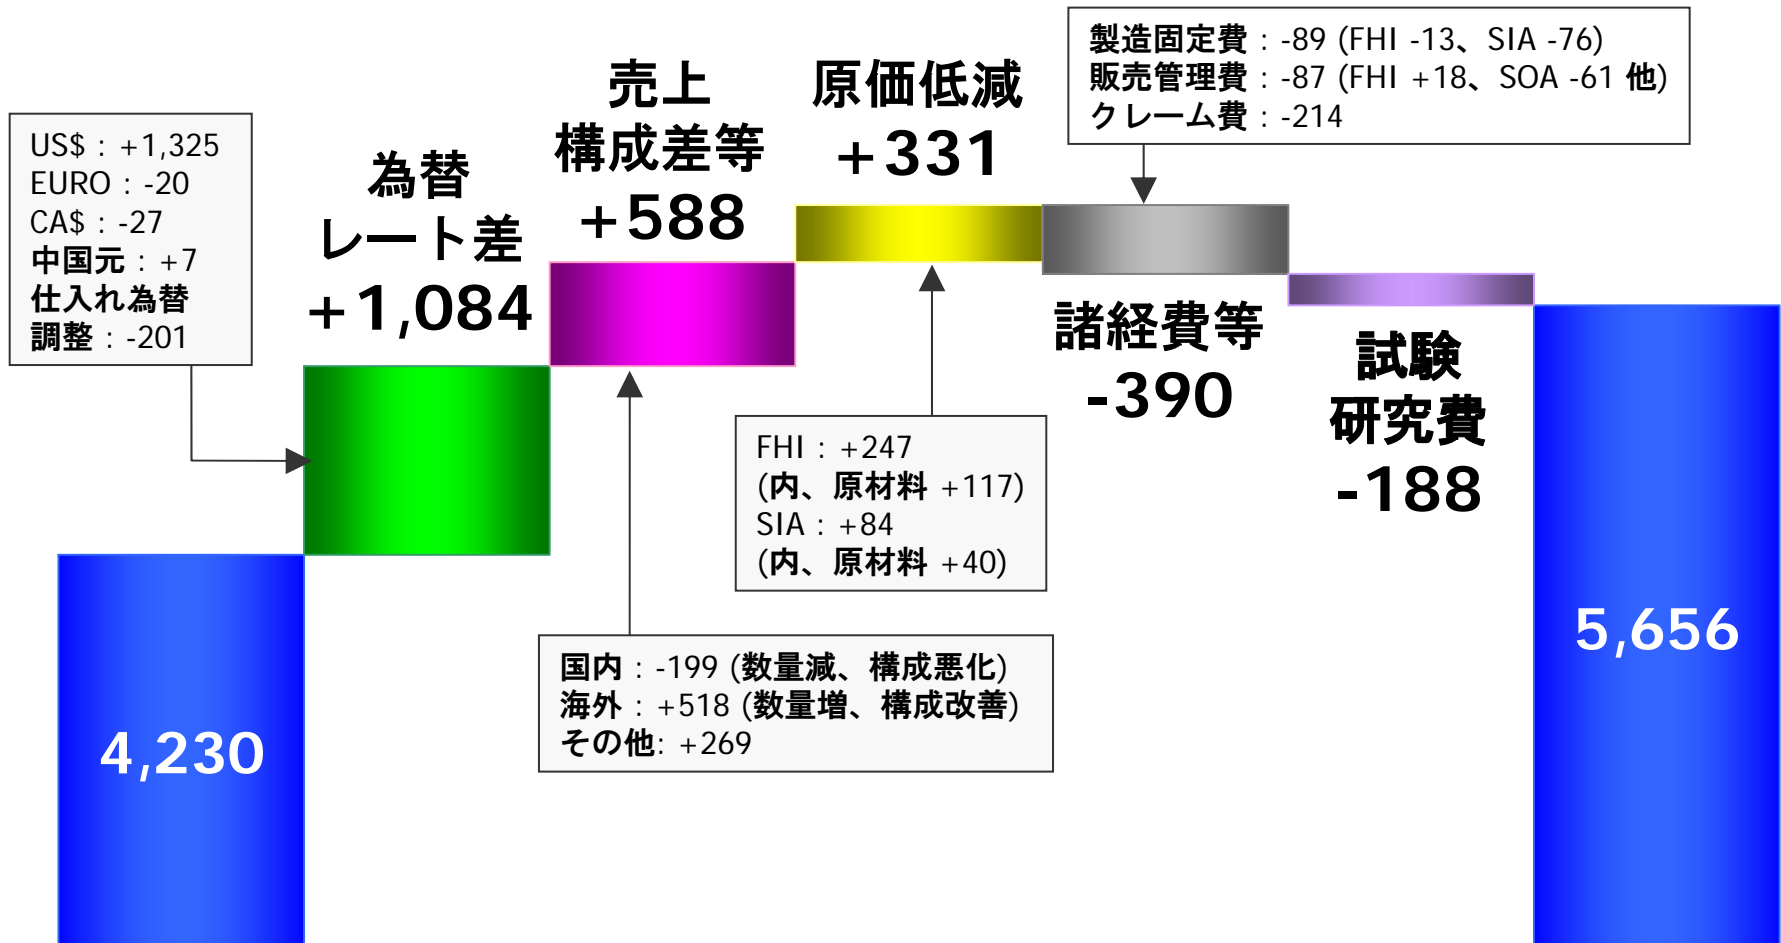 US$ : +1,325
EURO : -20
CA$ : -27
中国元 : +7
仕入れ為替
調整 : -201
為替
レート差
+1,084
売上
構成差等
+588
原価低減
+331
製造固定費 : -89 (FHI -13、SIA -76)
販売管理費 : -87 (FHI +18、SOA -61 他)
クレーム費 : -214
諸経費等
-390
試験
研究費
-188
FHI : +247
(内、原材料 +117)
SIA : +84
(内、原材料 +40)
国内 : -199 (数量減、構成悪化)
海外 : +518 (数量増、構成改善)
その他: +269
4,230
5,656